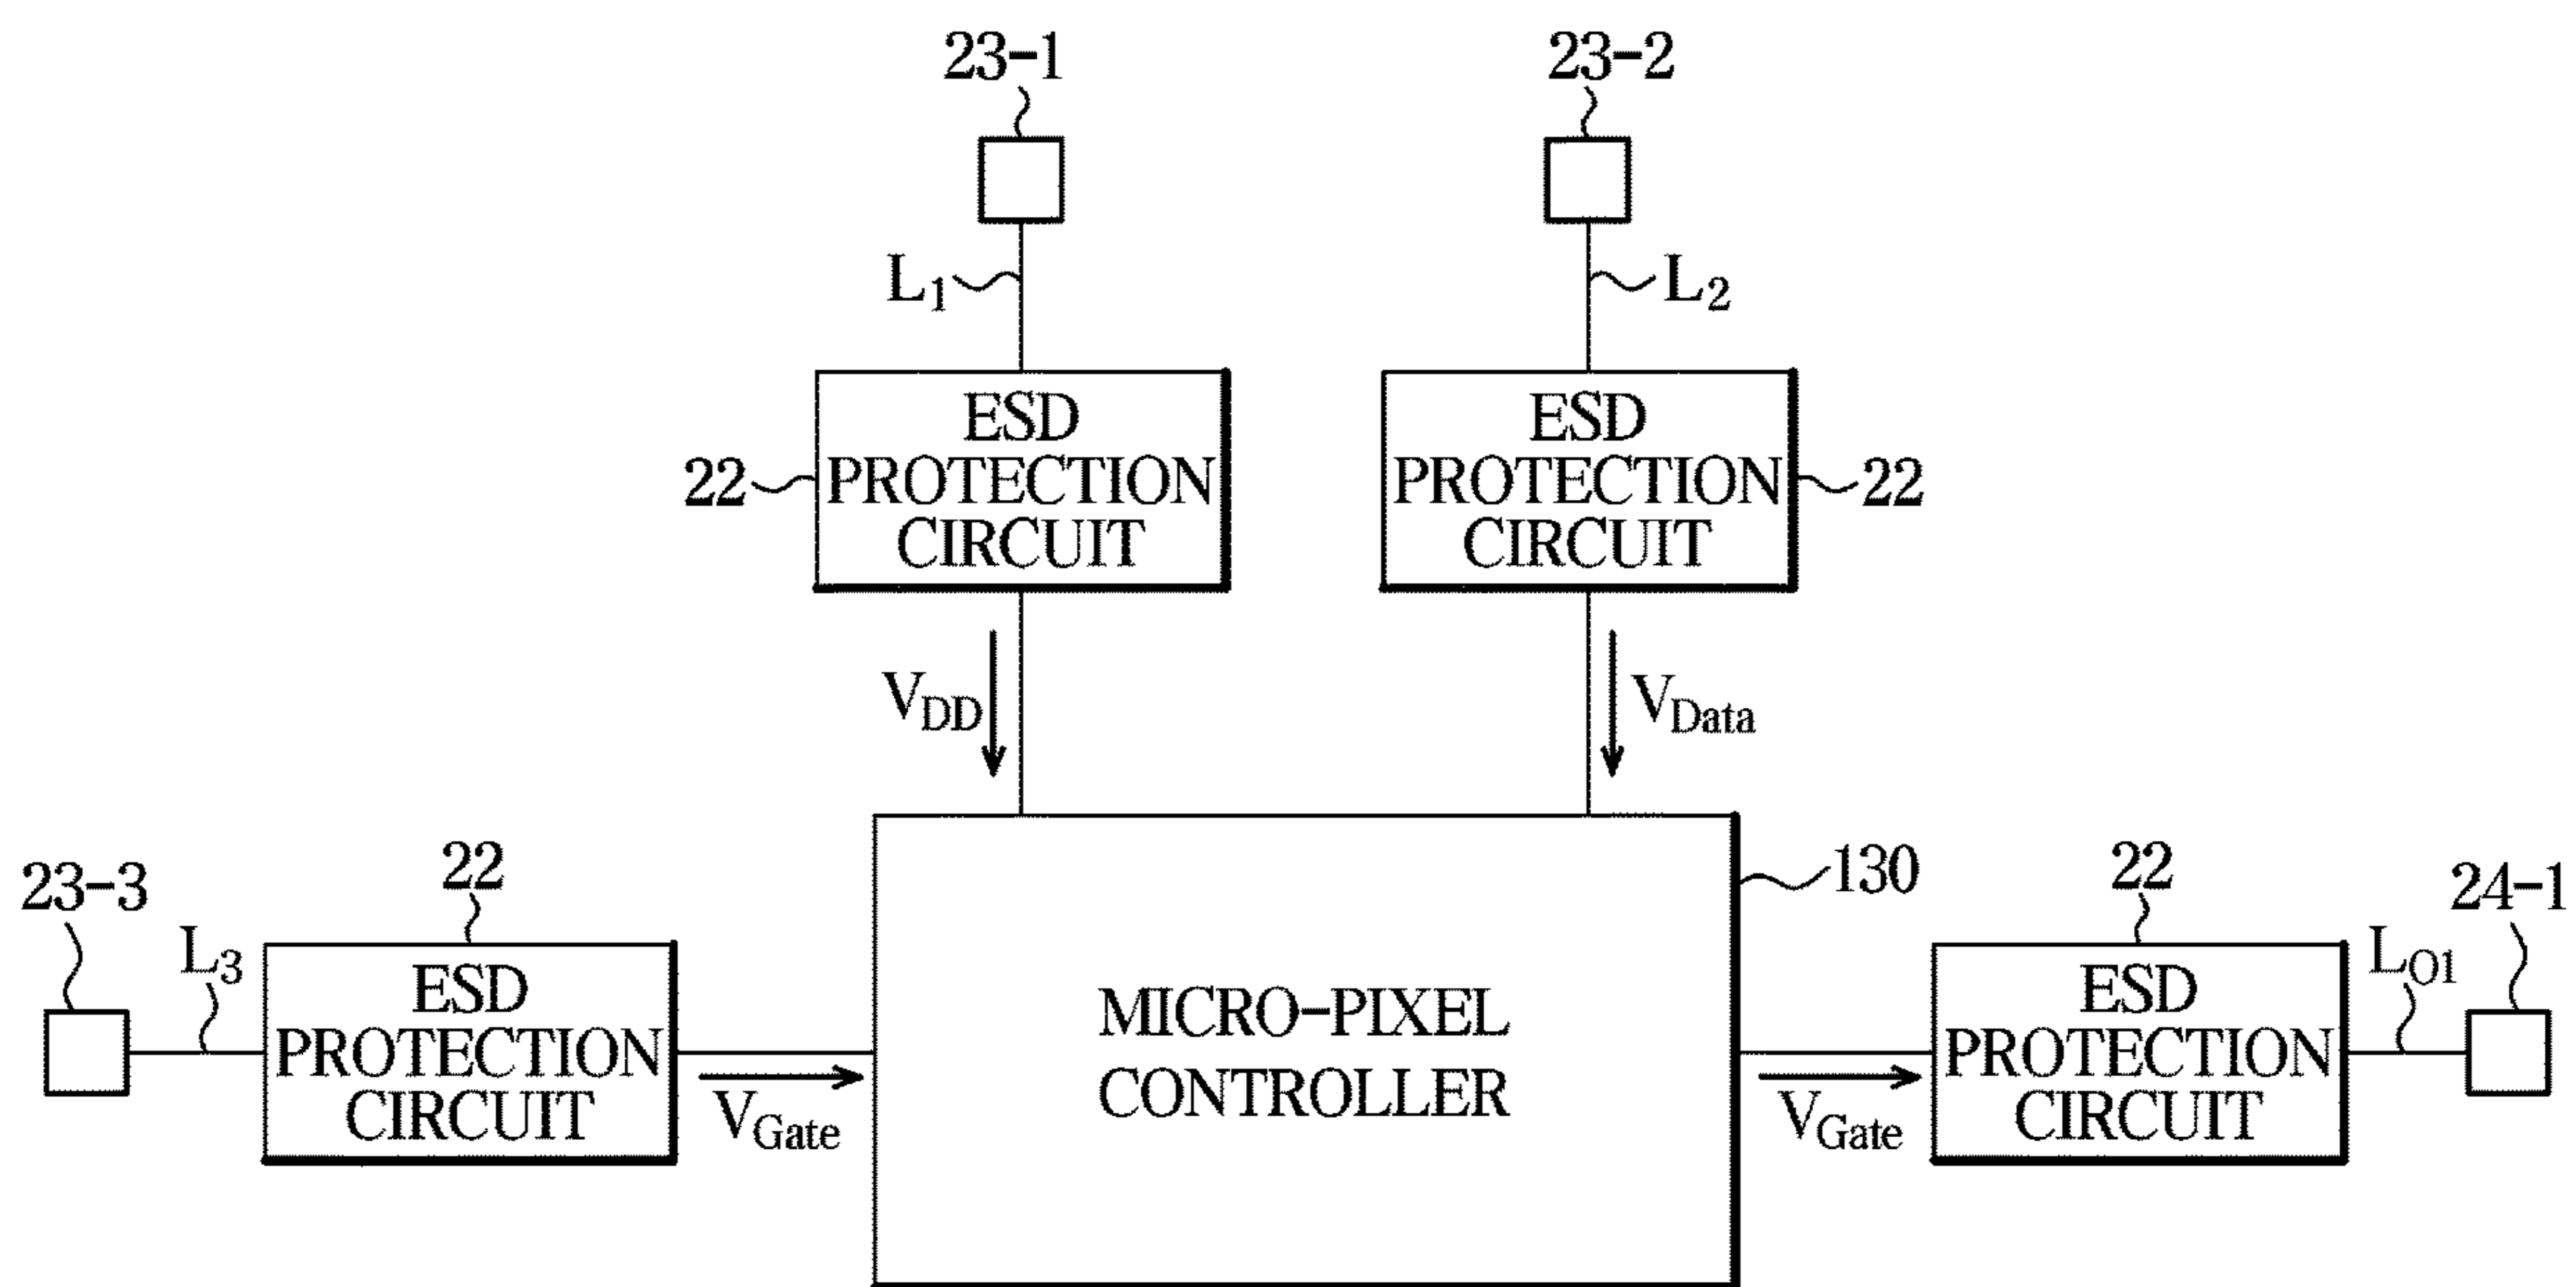 23-1
23-2
L1
L2
ESD
PROTECTION
CIRCUIT
22
ESD
PROTECTION
CIRCUIT
22
VDD
VData
23-3
L3
22
ESD
PROTECTION
CIRCUIT
VGate
MICRO-PIXEL
CONTROLLER
130
VGate
22
ESD
PROTECTION
CIRCUIT
LO1
24-1